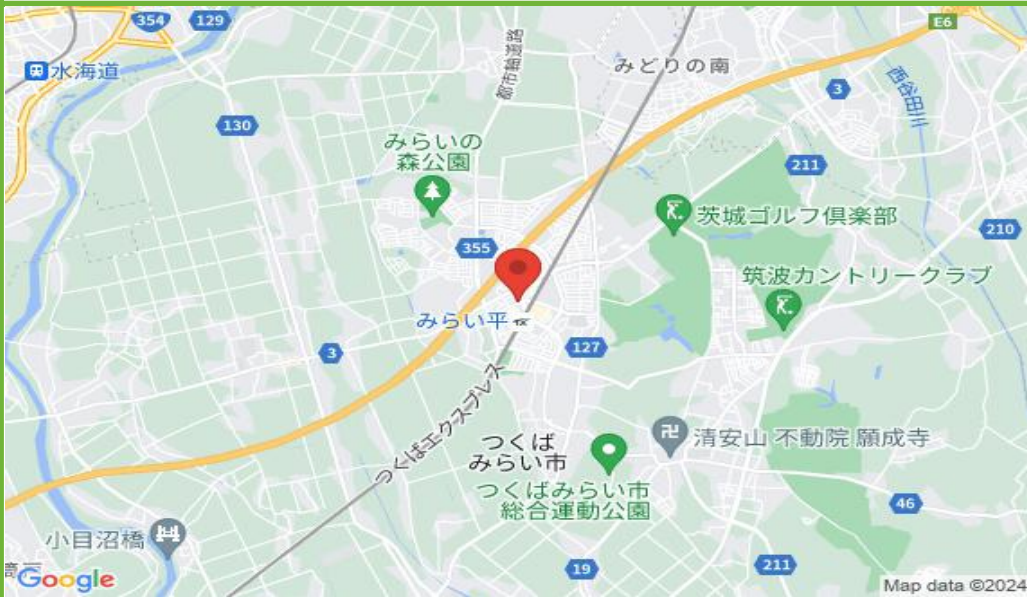 354
129
E6
水海道
都市軸道路
みどりの南
3
西谷田川
130
みらいの
森公園
211
茨城ゴルフ倶楽部
210
355
筑波カントリークラブ
みらい平
3
127
つくばエクスプレス
つくば
みらい市
清安山 不動院 願成寺
つくばみらい市
総合運動公園
46
小目沼橋
19
211
Google
Map data ©2024